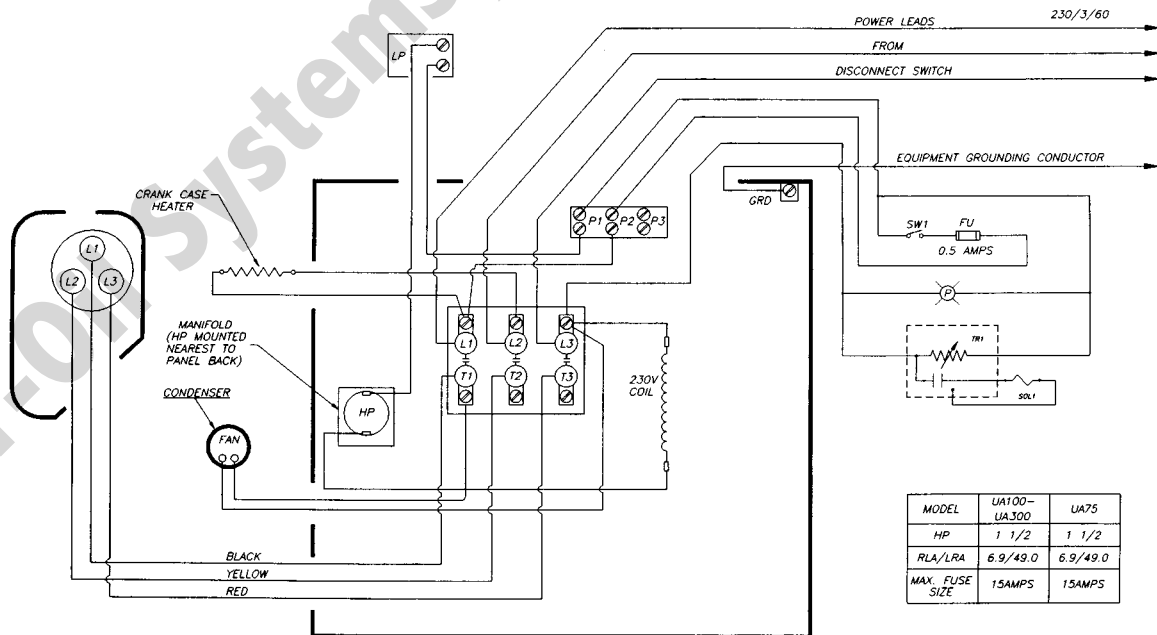 POWER LEADS
230/3/60
FROM
DISCONNECT SWITCH
LP
EQUIPMENT GROUNDING CONDUCTOR
GRD
CRANK CASE
HEATER
P1 P2 P3
SW1 FU
0.5 AMPS
L1
L2 L3
P
MANIFOLD
(HP MOUNTED
NEAREST TO
PANEL BACK)
L1 L2 L3
TR1
T1 T2 T3
230V
COIL
SOL1
CONDENSER
HP
FAN
MODEL UA100-UA300 UA75
HP 1 1/2 1 1/2
RLA/LRA 6.9/49.0 6.9/49.0
MAX. FUSE SIZE 15AMPS 15AMPS
BLACK
YELLOW
RED